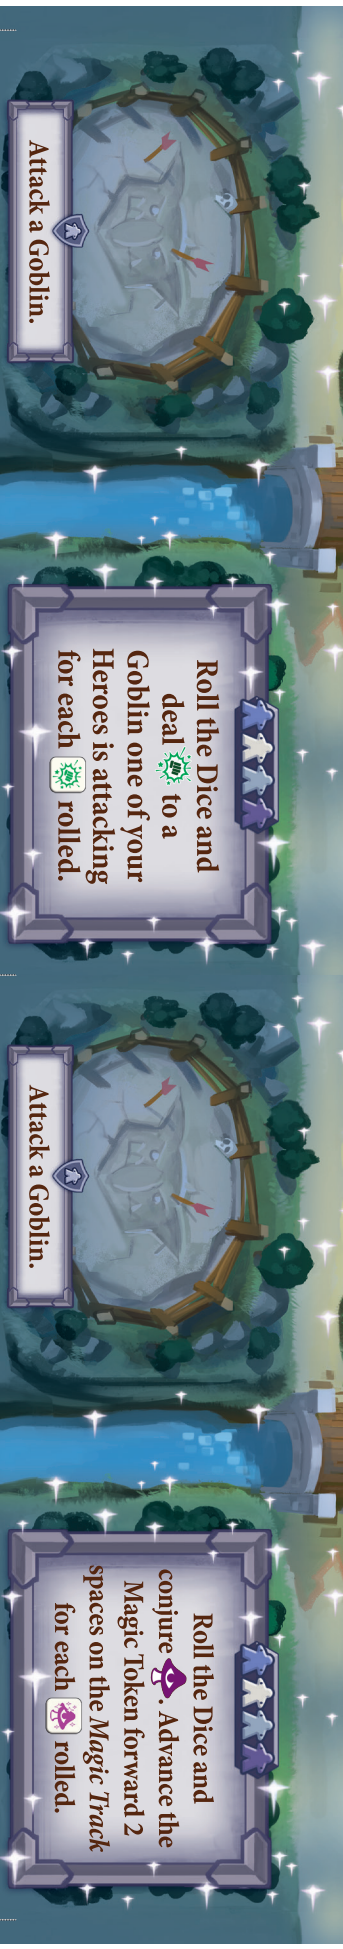 Attack a Goblin.
Roll the Dice and
deal to a
Goblin one of your
Heroes is attacking
for each rolled.
Attack a Goblin.
Roll the Dice and
conjure . Advance the
Magic Token forward 2
spaces on the Magic Track
for each rolled.